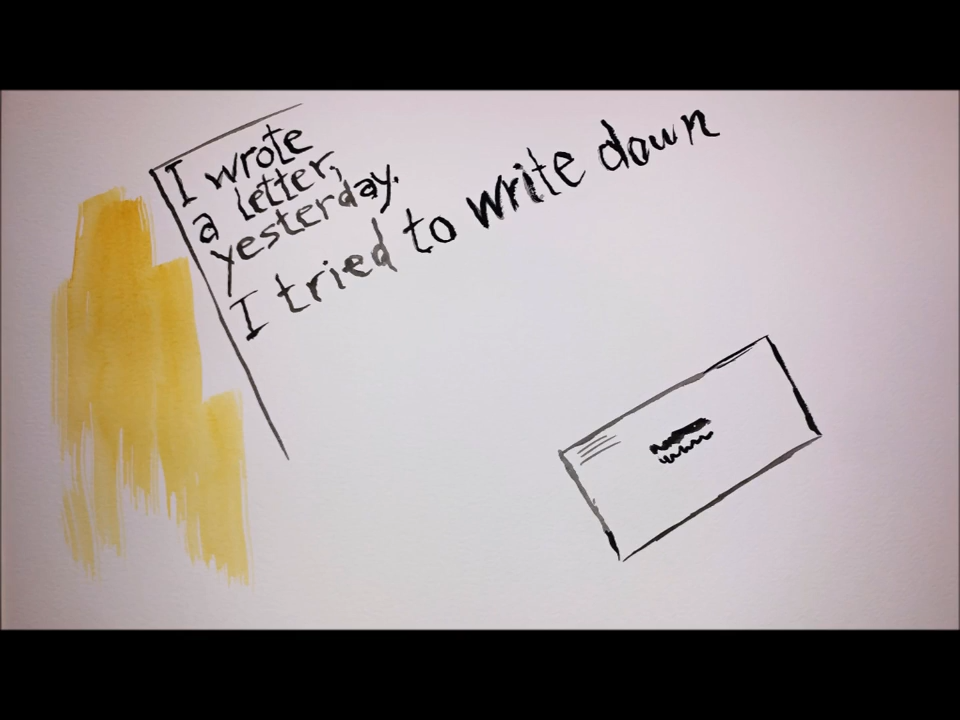 I wrote
a letter,
yesterday.
I tried to write down